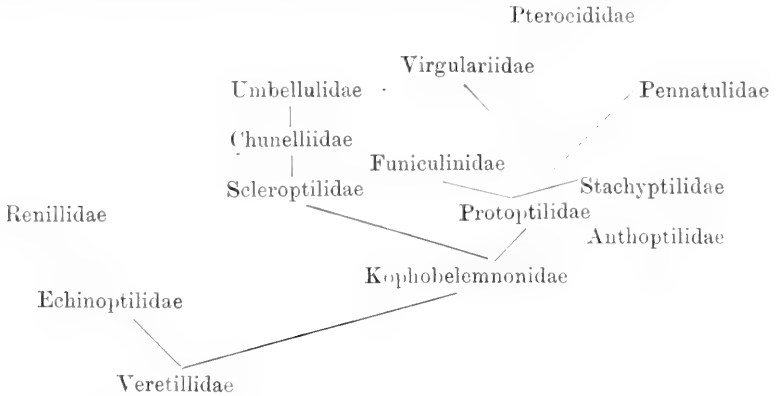 Pterocididae
Virgulariidae
Umbellulidae
Pennatulidae
Chunelliidae
Funiculinidae
Scleroptilidae
Stachyptilidae
Renillidae
Protoptilidae
Anthoptilidae
Kophobelemnonidae
Echinoptilidae
Veretillidae